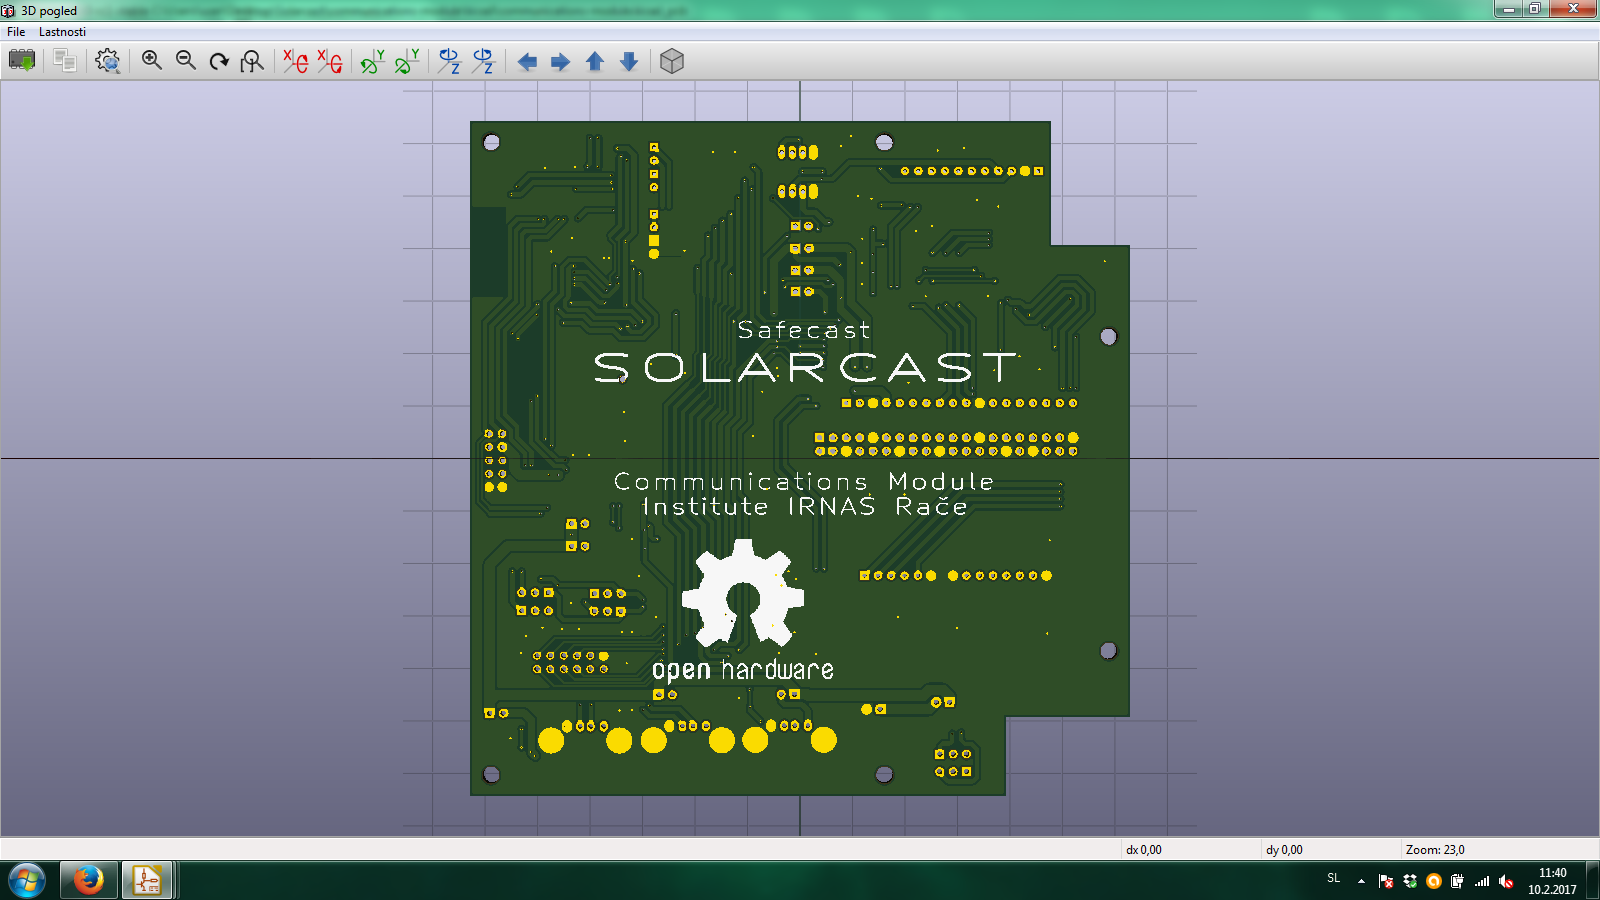 3D pogled
File Lastnosti
Safecast
SOLARCAST
Communications Module
Institute IRNAS Rače
open hardware
dx 0,00 dy 0,00 Zoom: 23,0
SL 11:40
10.2.2017